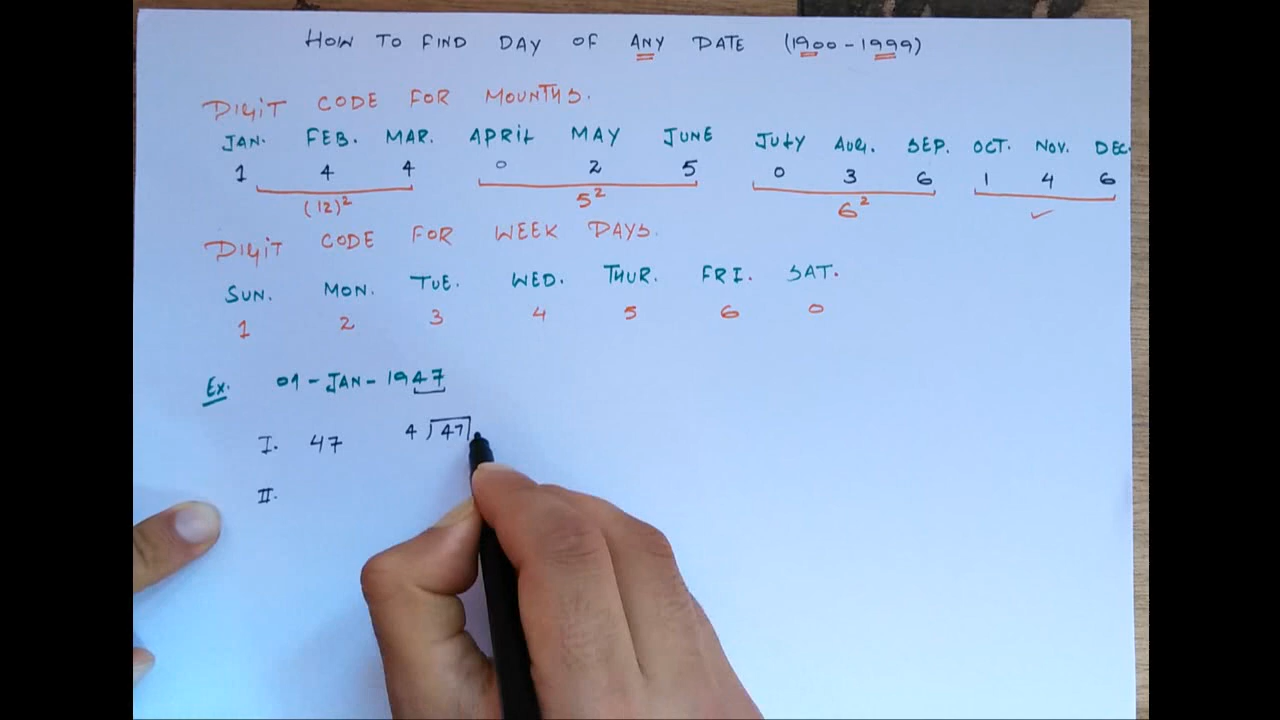 HOW TO FIND DAY OF ANY DATE (1900-1999)
DIGIT CODE FOR MOUNTHS.
JAN. FEB. MAR. APRIL MAY JUNE JULY AUG. SEP. OCT. NOV. DEC.
1 4 4 0 2 5 0 3 6 1 4 6
(12)² 5² 6² ✓
DIGIT CODE FOR WEEK DAYS.
SUN. MON. TUE. WED. THUR. FRI. SAT.
1 2 3 4 5 6 0
Ex. 01-JAN-1947
I. 47 4 ) 47
II.